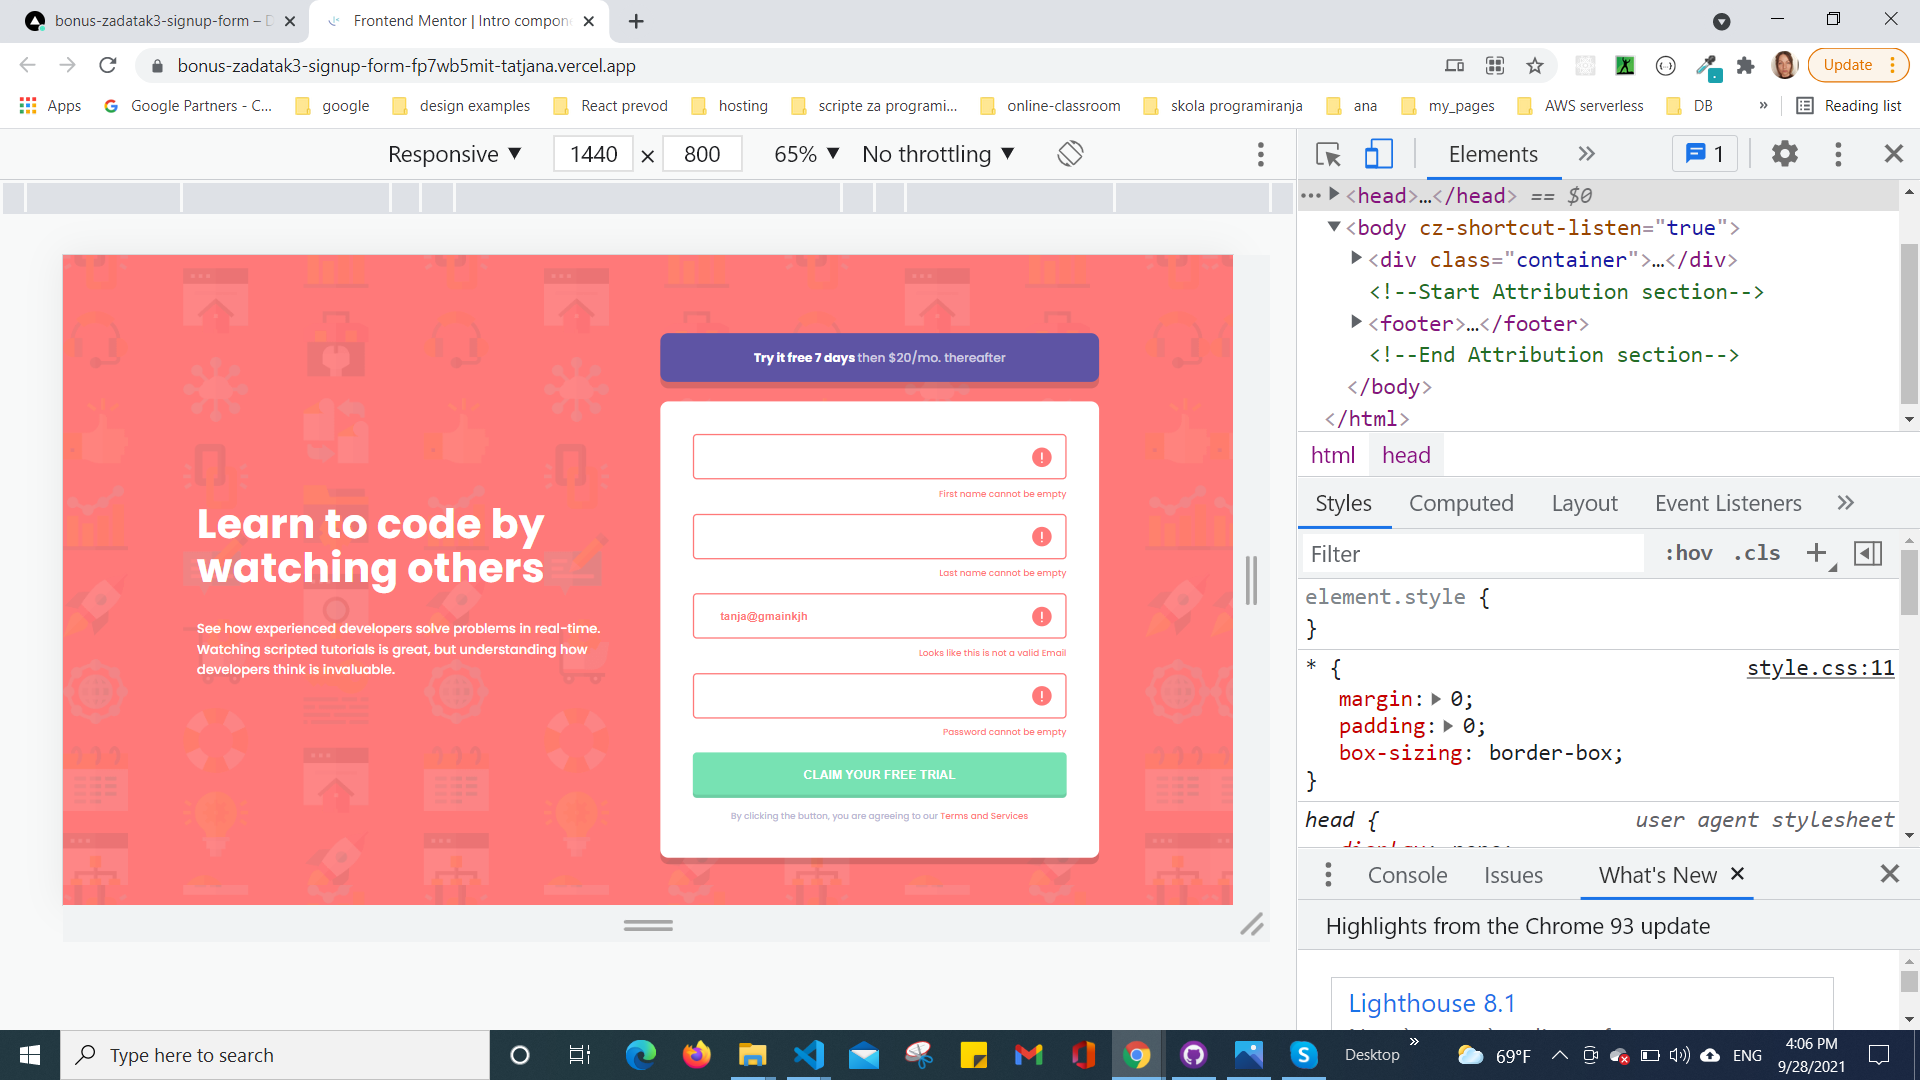 bonus-zadatak3-signup-form – D
Frontend Mentor | Intro compone
bonus-zadatak3-signup-form-fp7wb5mit-tatjana.vercel.app
Update
Apps
Google Partners - C...
google
design examples
React prevod
hosting
scripte za programi...
online-classroom
skola programiranja
ana
my_pages
AWS serverless
DB
»
Reading list
Responsive ▼ 1440 × 800 65% ▼ No throttling ▼
Elements » 1
··· <head>…</head> == $0
<body cz-shortcut-listen="true">
<div class="container">…</div>
<!--Start Attribution section-->
<footer>…</footer>
<!--End Attribution section-->
</body>
</html>
html head
Styles Computed Layout Event Listeners »
Filter :hov .cls +
element.style {
}
* { style.css:11
margin: 0;
padding: 0;
box-sizing: border-box;
}
head { user agent stylesheet
Console Issues What's New ×
Highlights from the Chrome 93 update
Lighthouse 8.1
Try it free 7 days then $20/mo. thereafter
First name cannot be empty
Last name cannot be empty
tanja@gmainkjh
Looks like this is not a valid Email
Password cannot be empty
CLAIM YOUR FREE TRIAL
By clicking the button, you are agreeing to our Terms and Services
Learn to code by
watching others
See how experienced developers solve problems in real-time.
Watching scripted tutorials is great, but understanding how
developers think is invaluable.
Type here to search
Desktop »
69°F
ENG
4:06 PM
9/28/2021